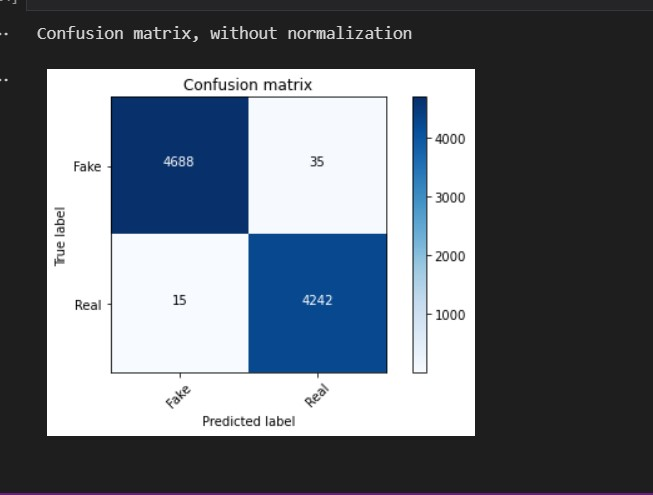 Confusion matrix, without normalization
Confusion matrix
Fake
4688
35
Real
15
4242
True label
4000
3000
2000
1000
Fake
Real
Predicted label